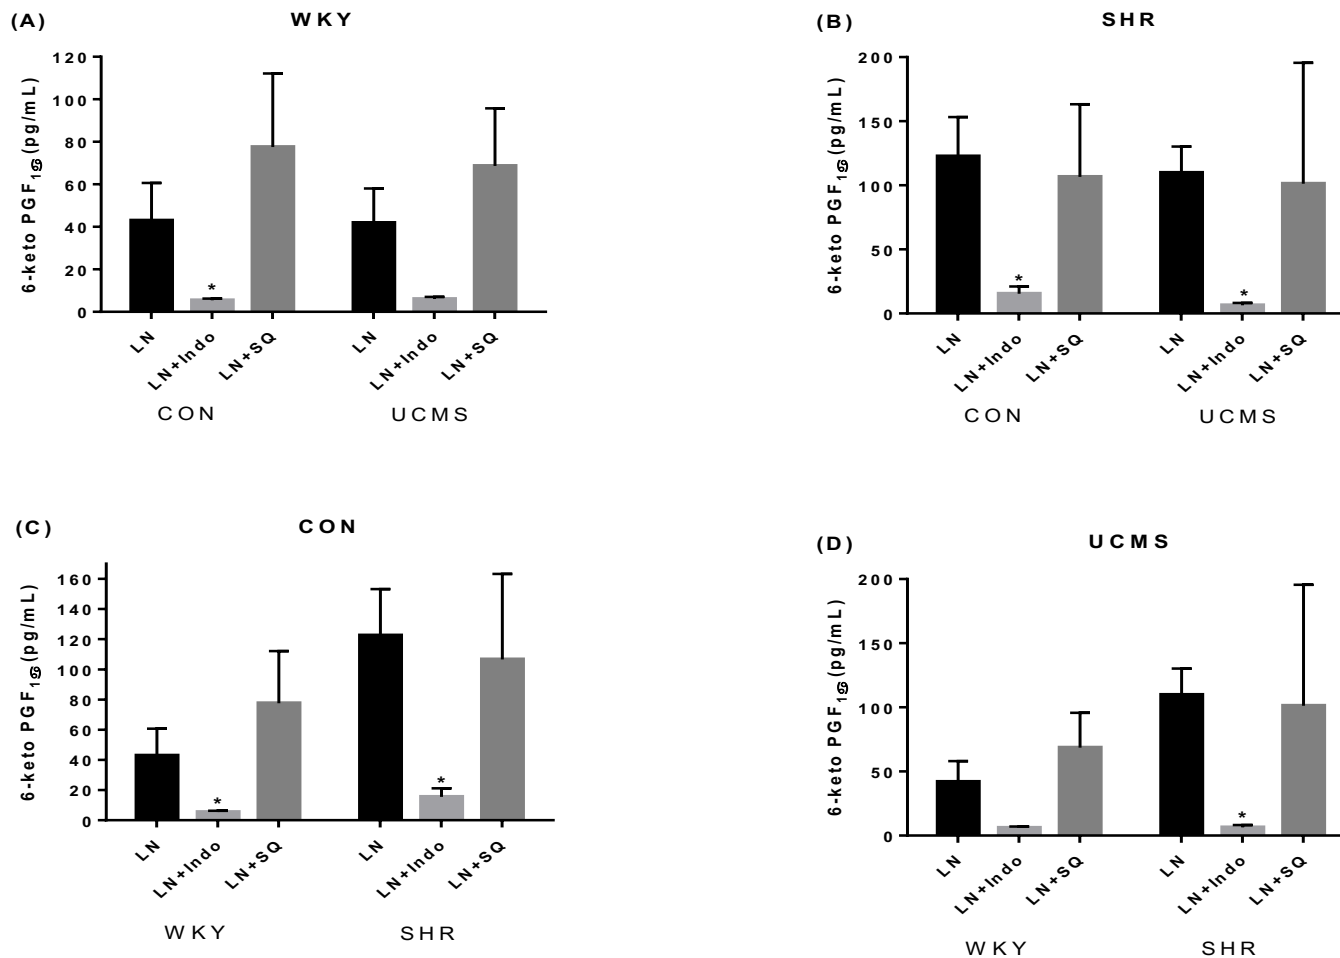 (A)
WKY
6-keto PGF1ஐ (pg/mL)
120
100
80
60
40
20
0
*
LN
LN+Indo
LN+SQ
LN
LN+Indo
LN+SQ
CON
UCMS
(B)
SHR
6-keto PGF1ஐ (pg/mL)
200
150
100
50
0
*
*
LN
LN+Indo
LN+SQ
LN
LN+Indo
LN+SQ
CON
UCMS
(C)
CON
6-keto PGF1ஐ (pg/mL)
160
140
120
100
80
60
40
20
0
*
*
LN
LN+Indo
LN+SQ
LN
LN+Indo
LN+SQ
WKY
SHR
(D)
UCMS
6-keto PGF1ஐ (pg/mL)
200
150
100
50
0
*
LN
LN+Indo
LN+SQ
LN
LN+Indo
LN+SQ
WKY
SHR